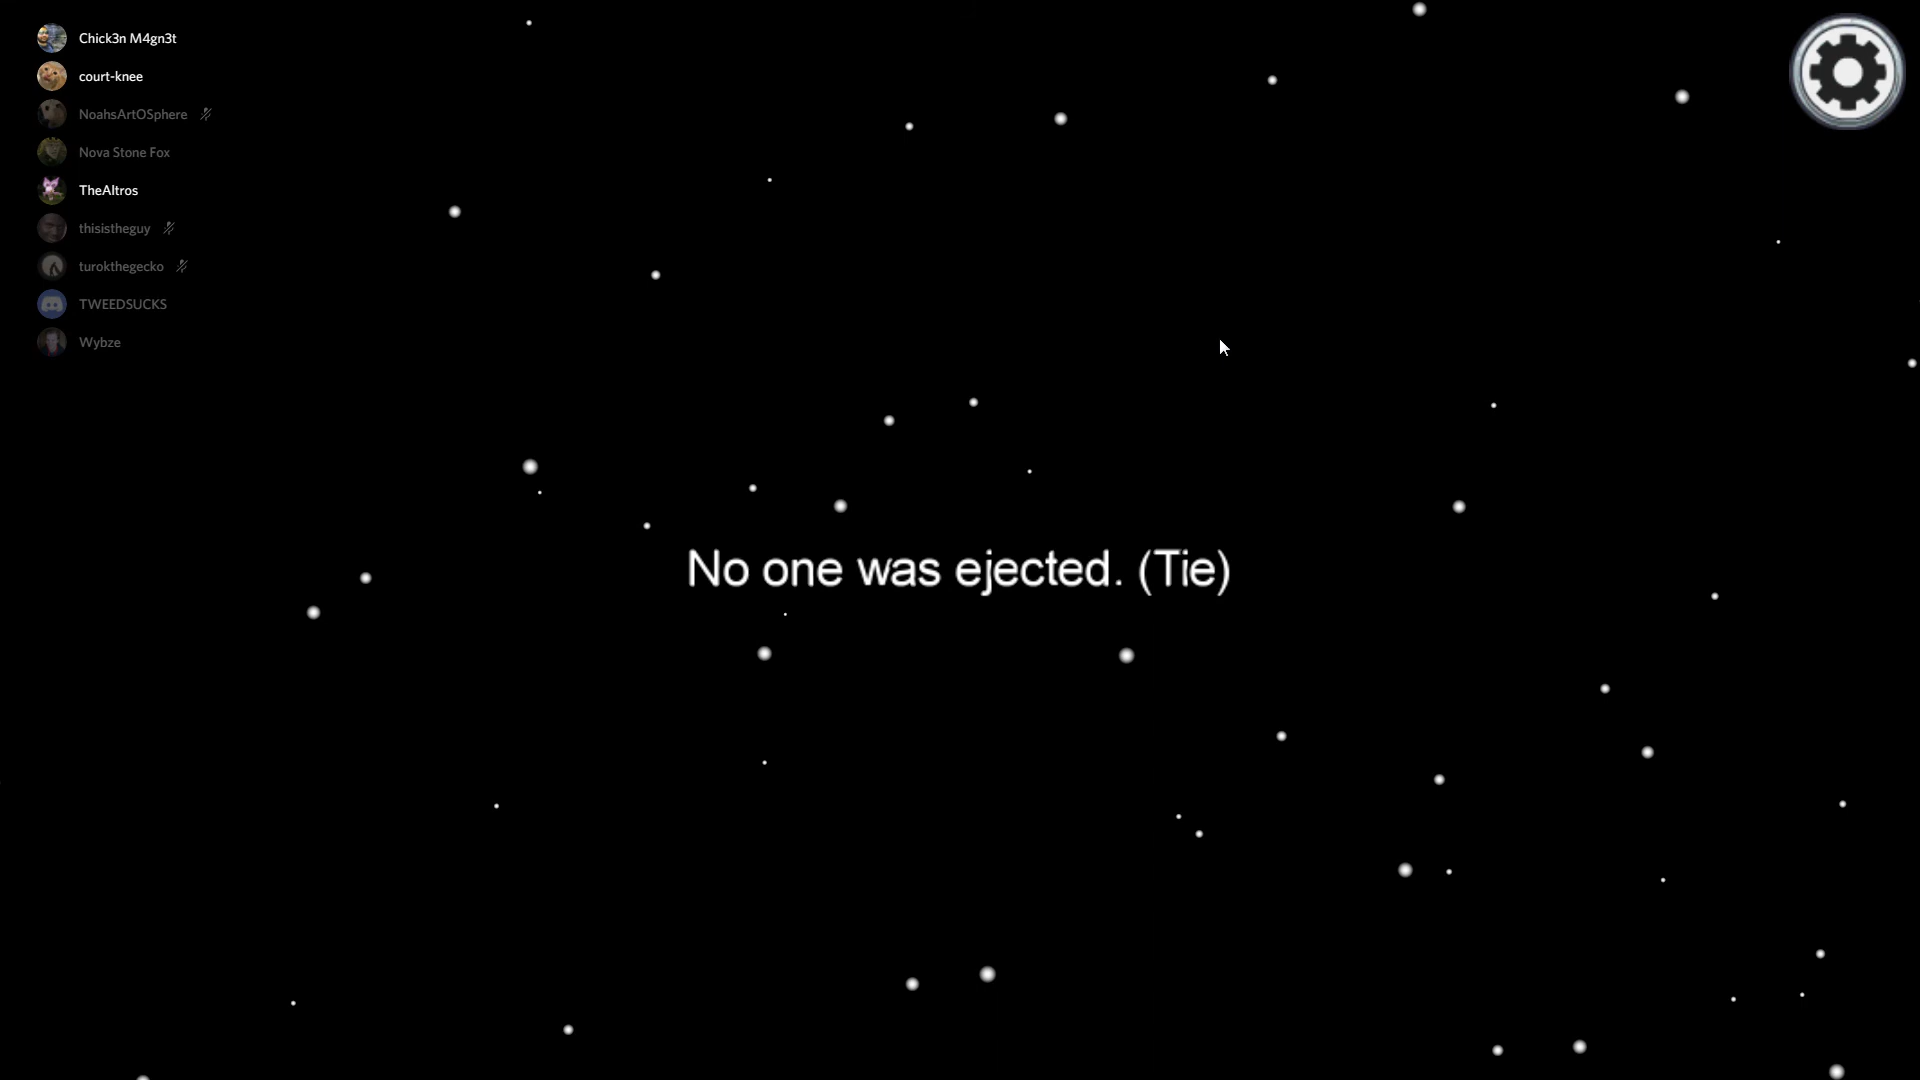 Chick3n M4gn3t
court-knee
NoahsArtOSphere
Nova Stone Fox
TheAltros
thisistheguy
turokthegecko
TWEEDSUCKS
Wybze
No one was ejected. (Tie)